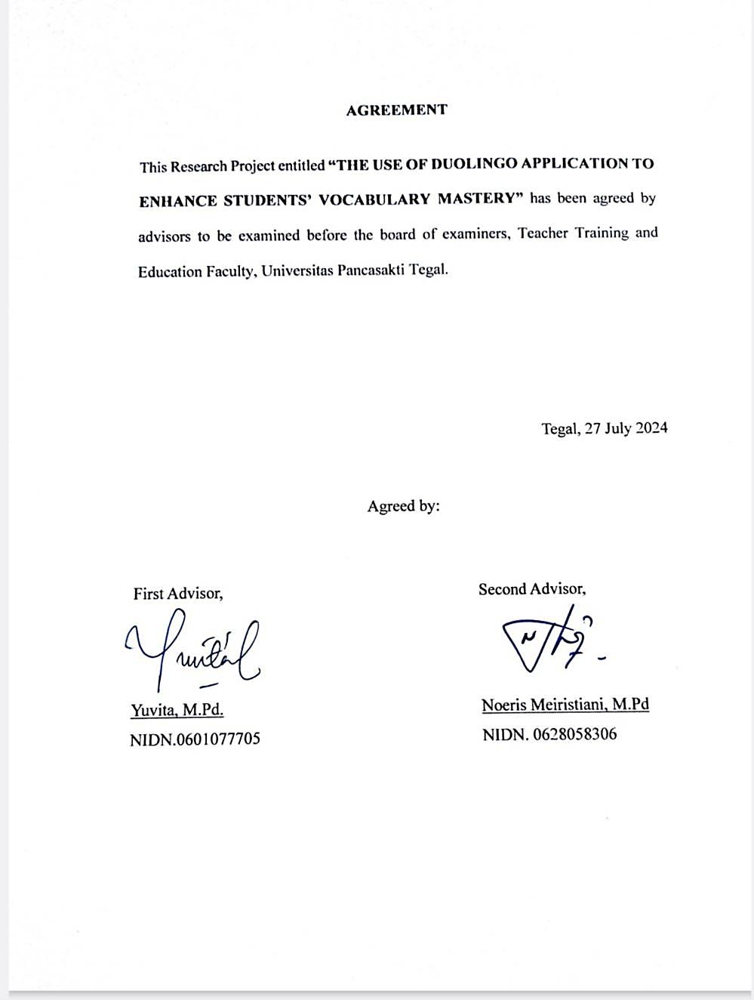 AGREEMENT
This Research Project entitled “THE USE OF DUOLINGO APPLICATION TO
ENHANCE STUDENTS’ VOCABULARY MASTERY” has been agreed by
advisors to be examined before the board of examiners, Teacher Training and
Education Faculty, Universitas Pancasakti Tegal.
Tegal, 27 July 2024
Agreed by:
First Advisor,
Second Advisor,
Yuvita, M.Pd.
Noeris Meiristiani, M.Pd
NIDN.0601077705
NIDN. 0628058306